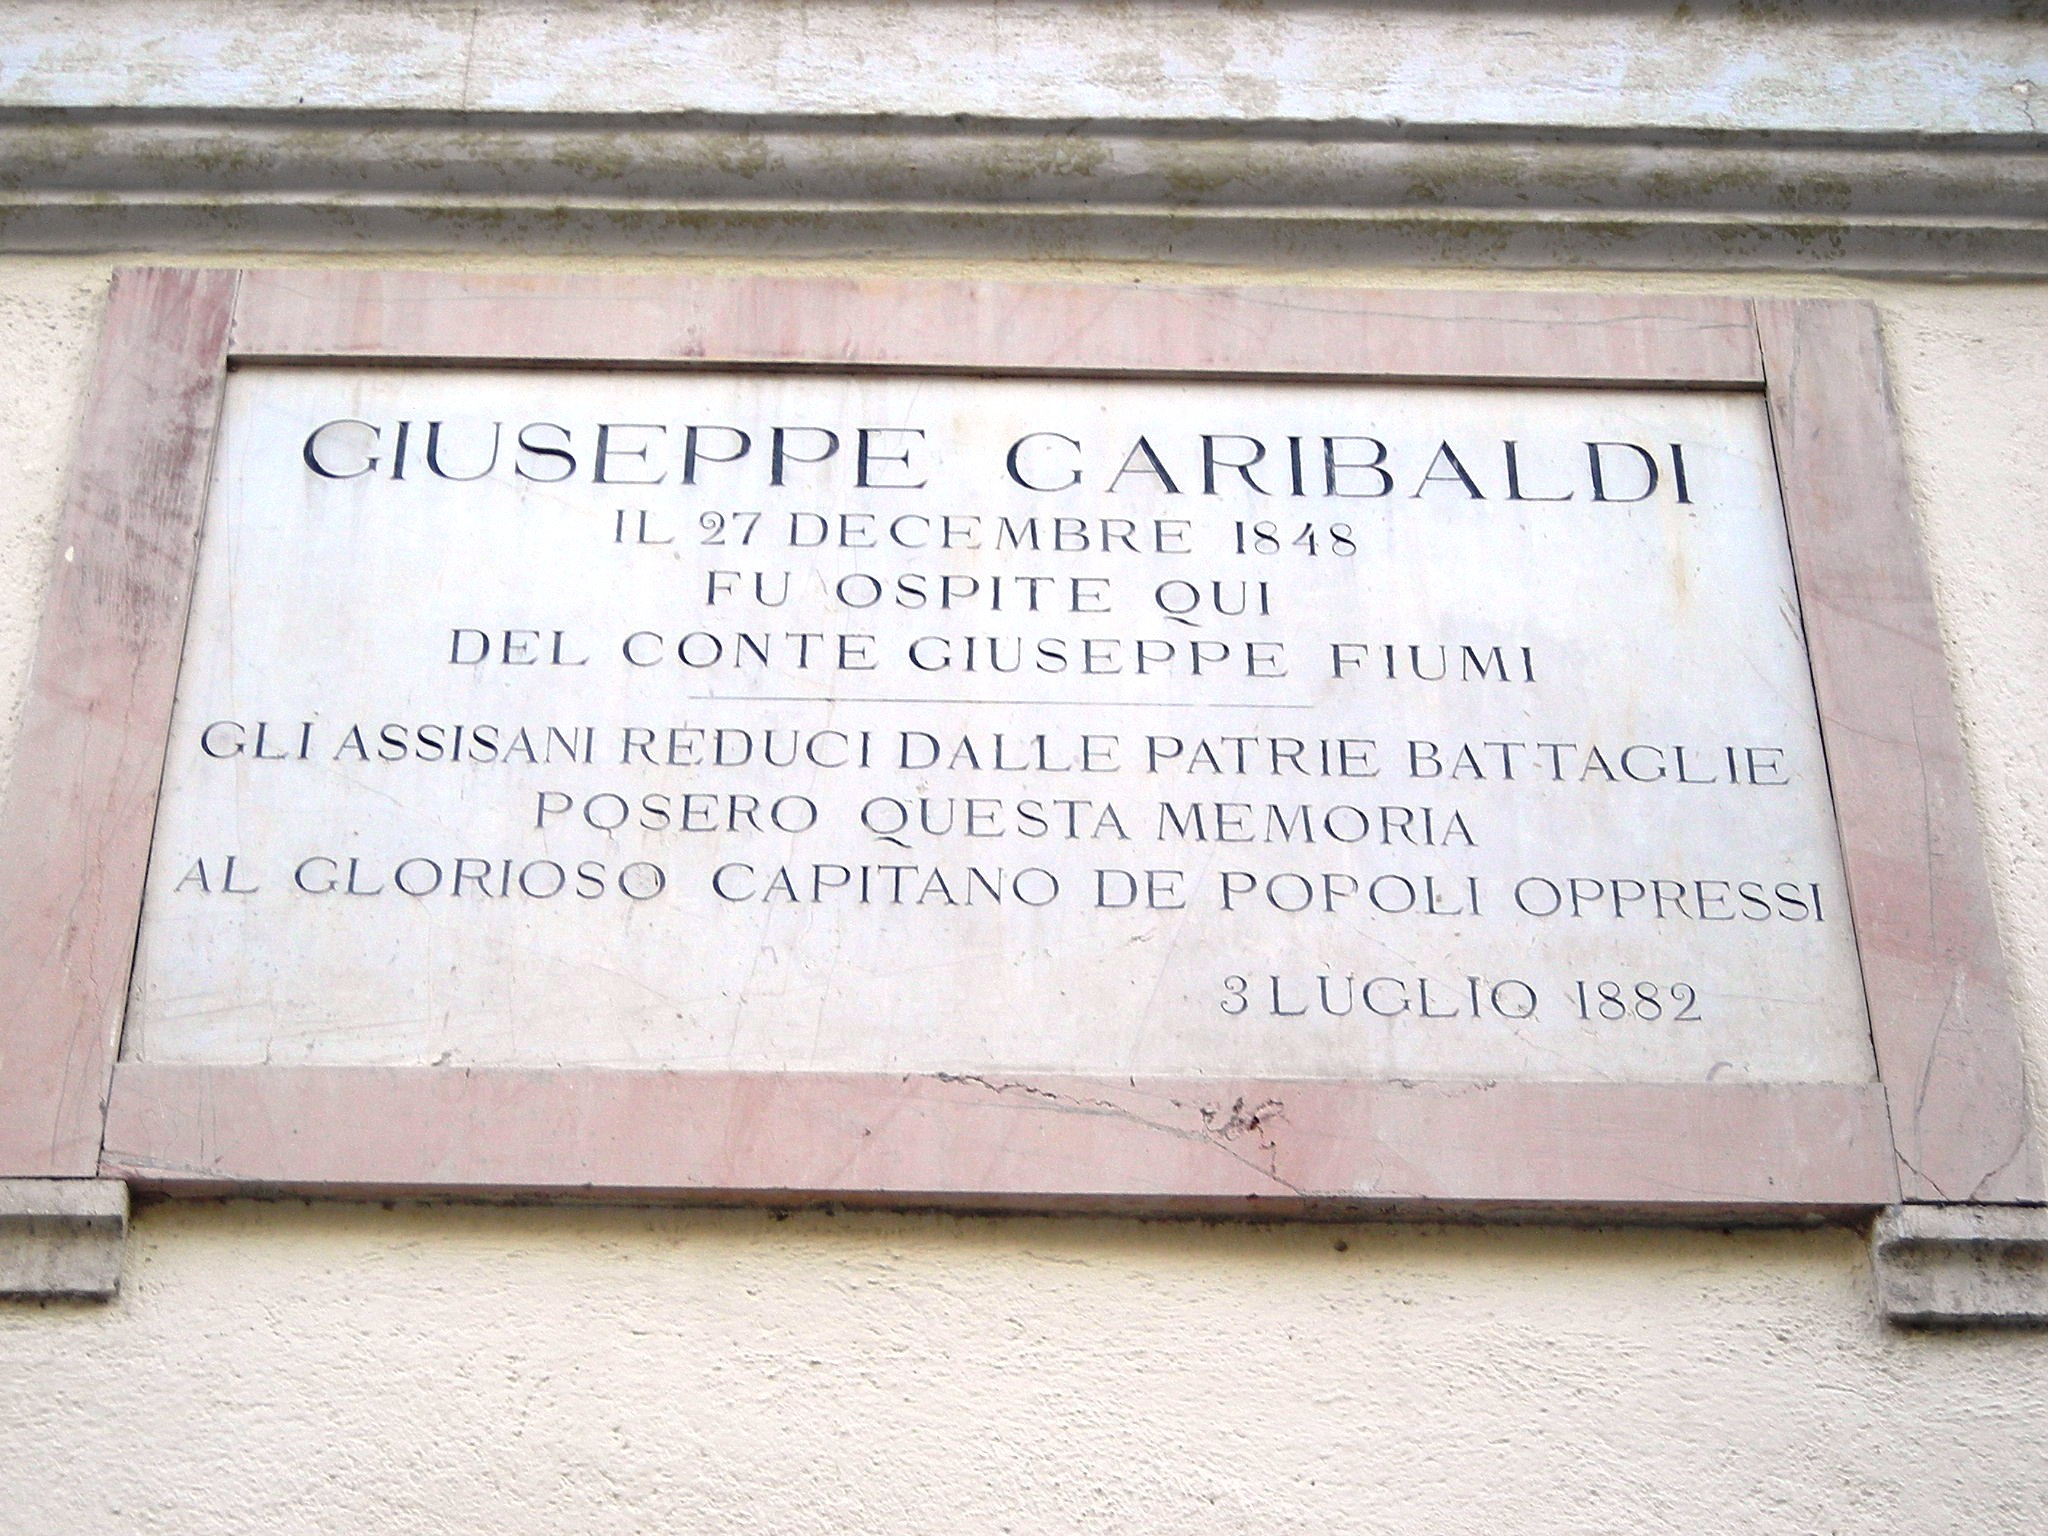 GIUSEPPE GARIBALDI
IL 27 DECEMBRE 1848
FU OSPITE QUI
DEL CONTE GIUSEPPE FIUMI
GLI ASSISANI REDUCI DALLE PATRIE BATTAGLIE
POSERO QUESTA MEMORIA
AL GLORIOSO CAPITANO DE POPOLI OPPRESSI
3 LUGLIO 1882